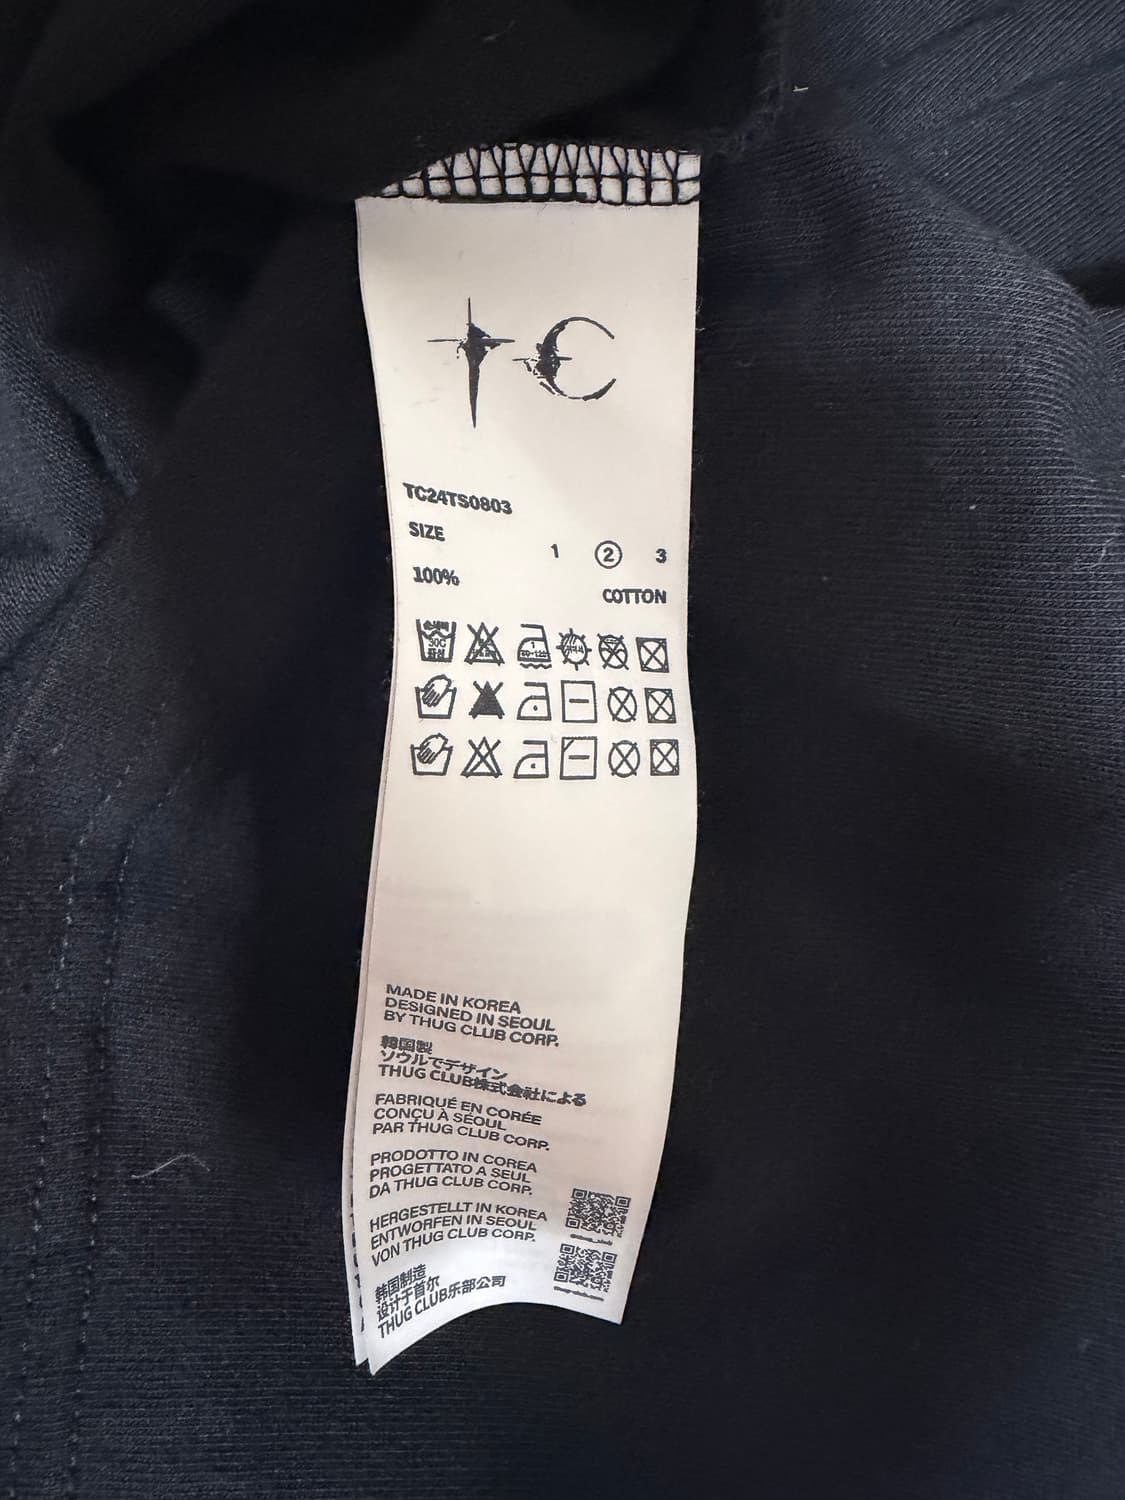 TC24TS0803
SIZE
1 2 3
100%
COTTON
30C
MADE IN KOREA
DESIGNED IN SEOUL
BY THUG CLUB CORP.
韓国製
ソウルでデザイン
THUG CLUB株式会社による
FABRIQUÉ EN CORÉE
CONÇU À SÉOUL
PAR THUG CLUB CORP.
PRODOTTO IN COREA
PROGETTATO A SEUL
DA THUG CLUB CORP.
HERGESTELLT IN KOREA
ENTWORFEN IN SEOUL
VON THUG CLUB CORP.
韩国制造
设计于首尔
THUG CLUB乐部公司